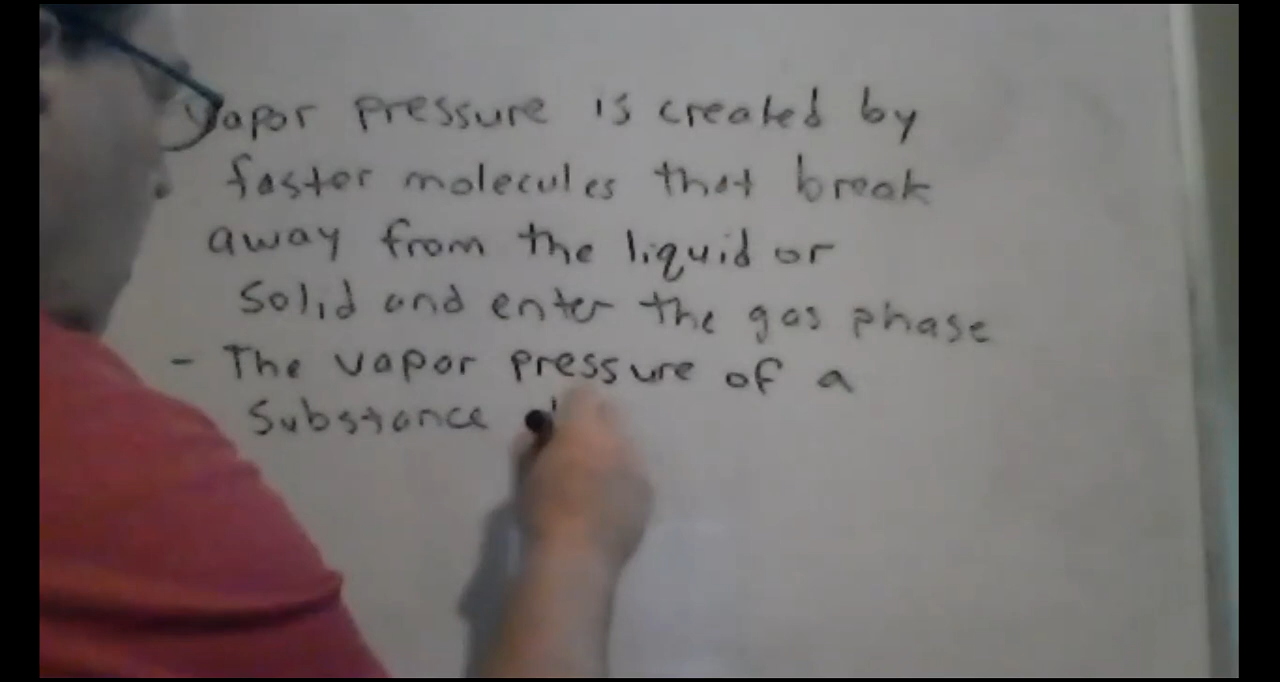 Vapor pressure is created by
faster molecules that break
away from the liquid or
solid and enter the gas phase
- The vapor pressure of a
substance